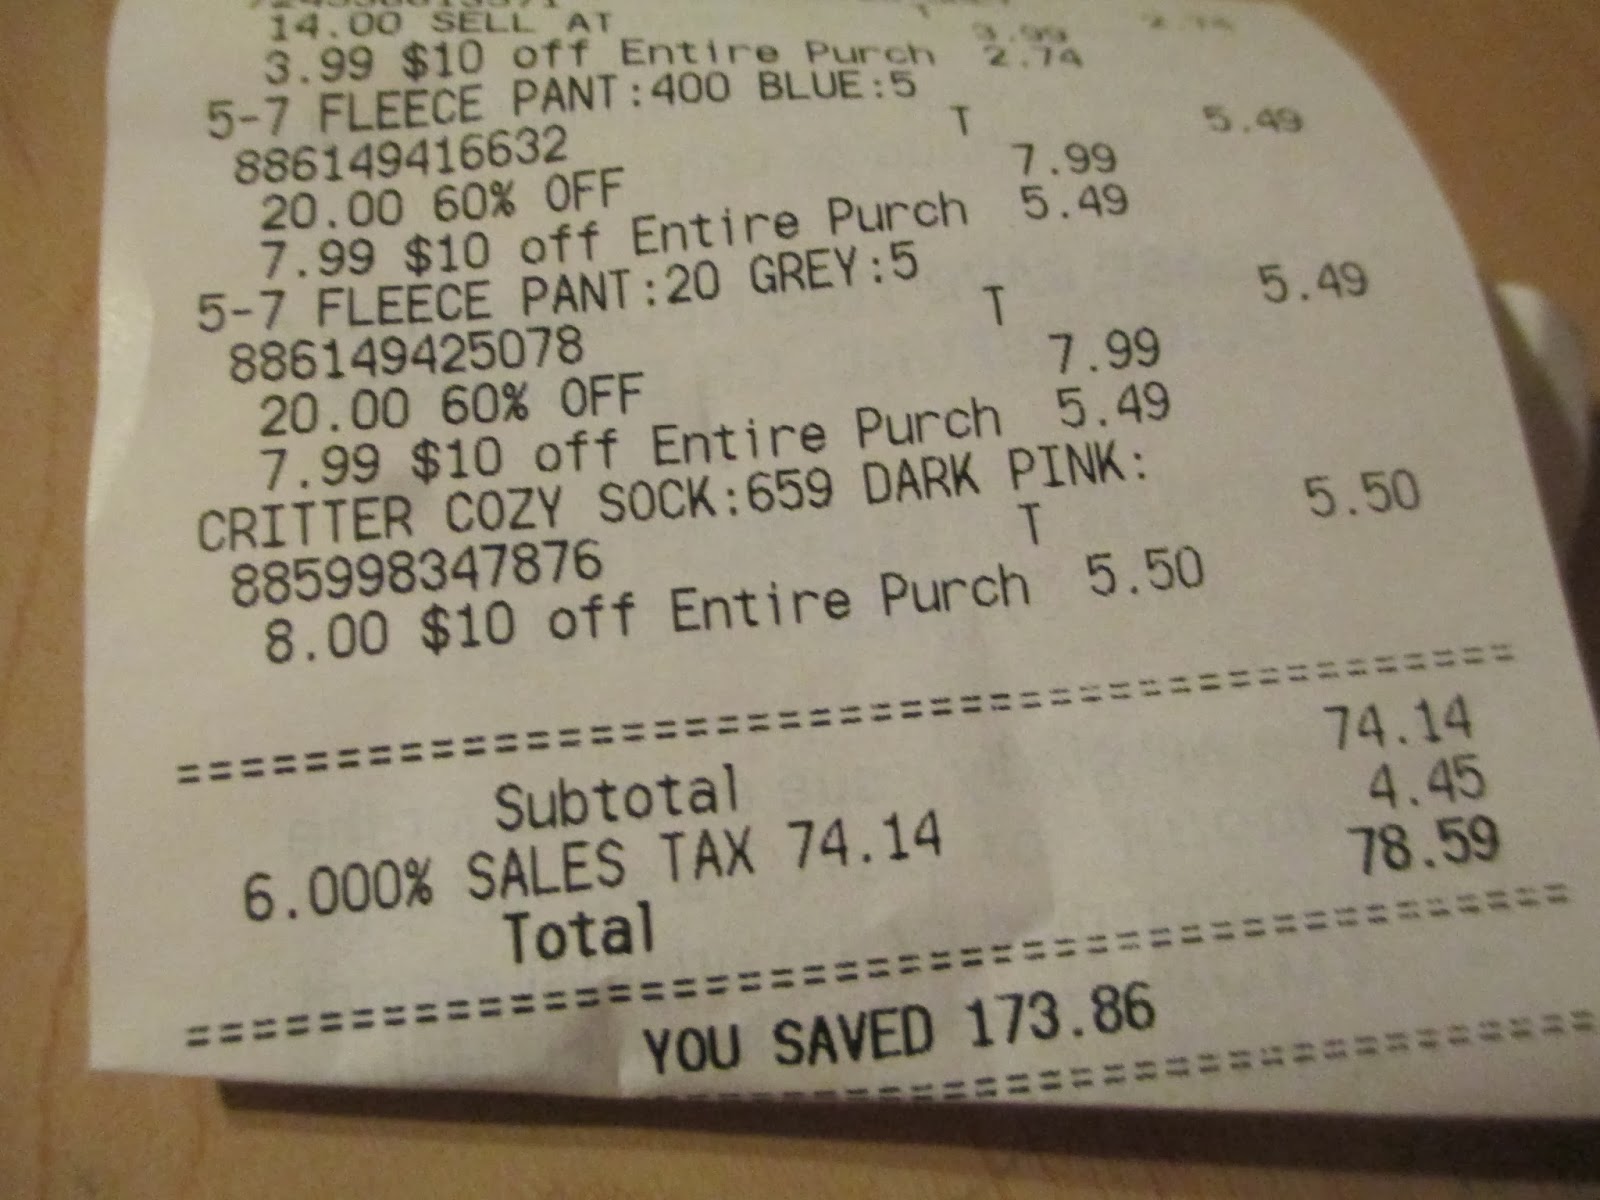 14.00 SELL AT 3.99 2.74
3.99 $10 off Entire Purch 2.74
5-7 FLEECE PANT:400 BLUE:5
886149416632 T 5.49
20.00 60% OFF 7.99
7.99 $10 off Entire Purch 5.49
5-7 FLEECE PANT:20 GREY:5
886149425078 T 5.49
20.00 60% OFF 7.99
7.99 $10 off Entire Purch 5.49
CRITTER COZY SOCK:659 DARK PINK:
885998347876 T 5.50
8.00 $10 off Entire Purch 5.50
====================================
Subtotal 74.14
6.000% SALES TAX 74.14 4.45
Total 78.59
====================================
YOU SAVED 173.86